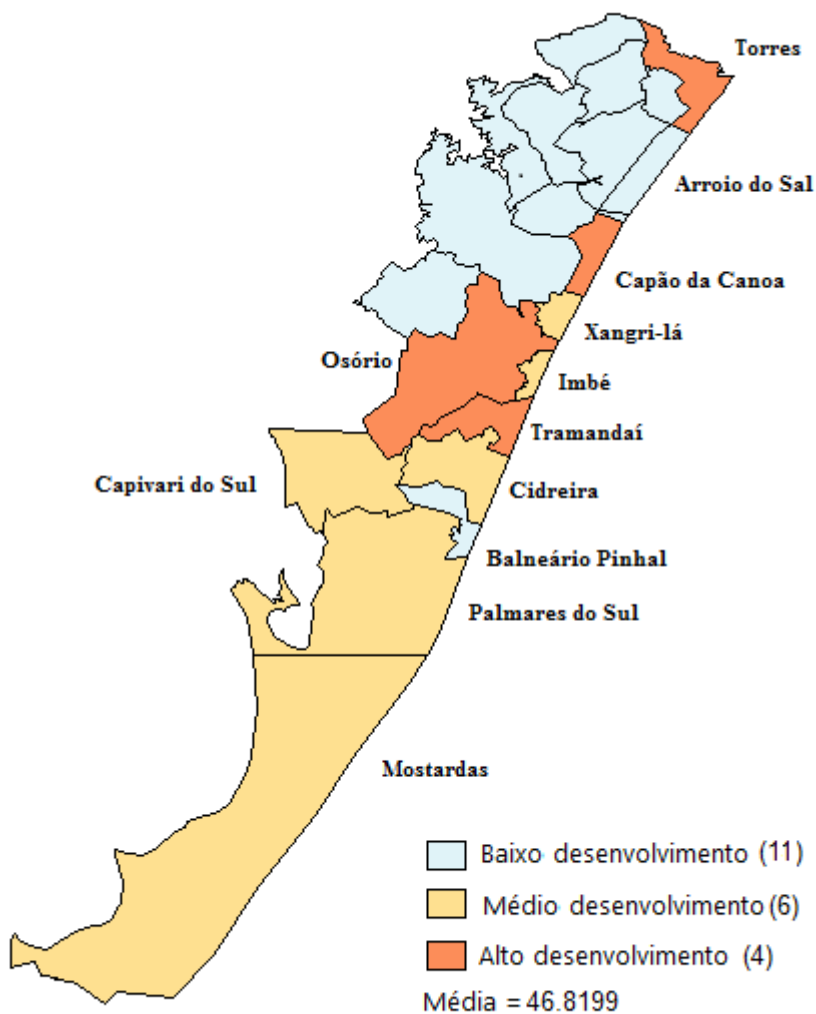 Torres
Arroio do Sal
Capão da Canoa
Xangri-lá
Osório
Imbé
Tramandaí
Capivari do Sul
Cidreira
Balneário Pinhal
Palmares do Sul
Mostardas
Baixo desenvolvimento (11)
Médio desenvolvimento (6)
Alto desenvolvimento (4)
Média = 46.8199